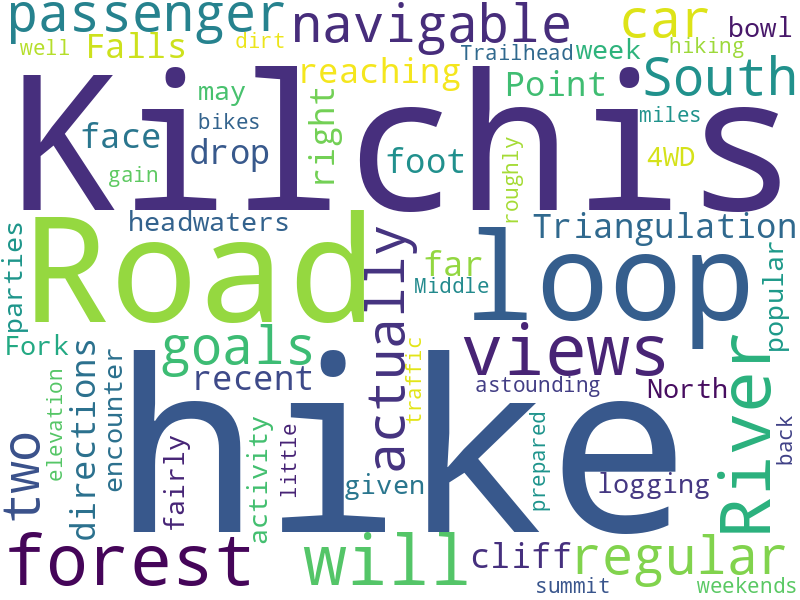 passenger
navigable
car
bowl
well
Falls
dirt
Trailhead
week
hiking
reaching
Point
South
Kilchis
may
bikes
miles
face
drop
right
foot
4WD
gain
roughly
headwaters
Triangulation
Road
loop
parties
actually
far
Middle
popular
Fork
goals
views
directions
encounter
recent
traffic
astounding
North
River
elevation
hike
two
fairly
activity
little
given
prepared
logging
back
forest
will
cliff
regular
summit
weekends